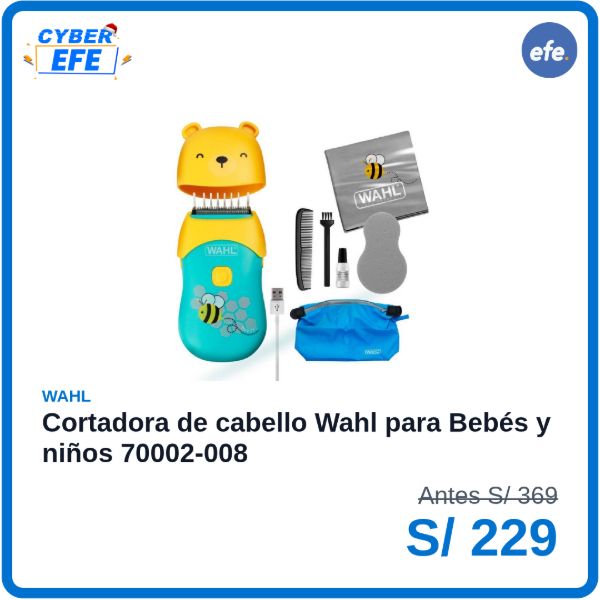 CYBER
EFE
efe.
WAHL
WAHL
WAHL
WAHL
Cortadora de cabello Wahl para Bebés y
niños 70002-008
Antes S/ 369
S/ 229